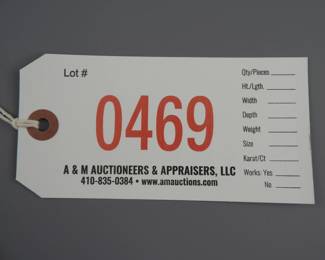 Lot #
0469
A & M AUCTIONEERS & APPRAISERS, LLC
410-835-0384 • www.amauctions.com
Qty/Pieces
Ht./Lgth.
Width
Depth
Weight
Size
Karat/Ct
Works: Yes
No